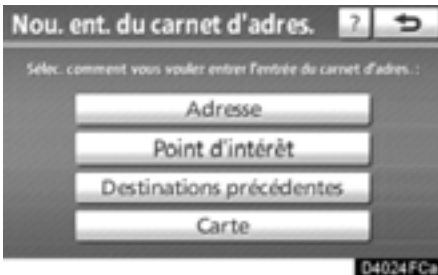 Nou. ent. du carnet d'adres. ?
Sélec. comment vous voulez entrer l'entrée du carnet d'adres. :
Adresse
Point d'intérêt
Destinations précédentes
Carte
D4024FCa